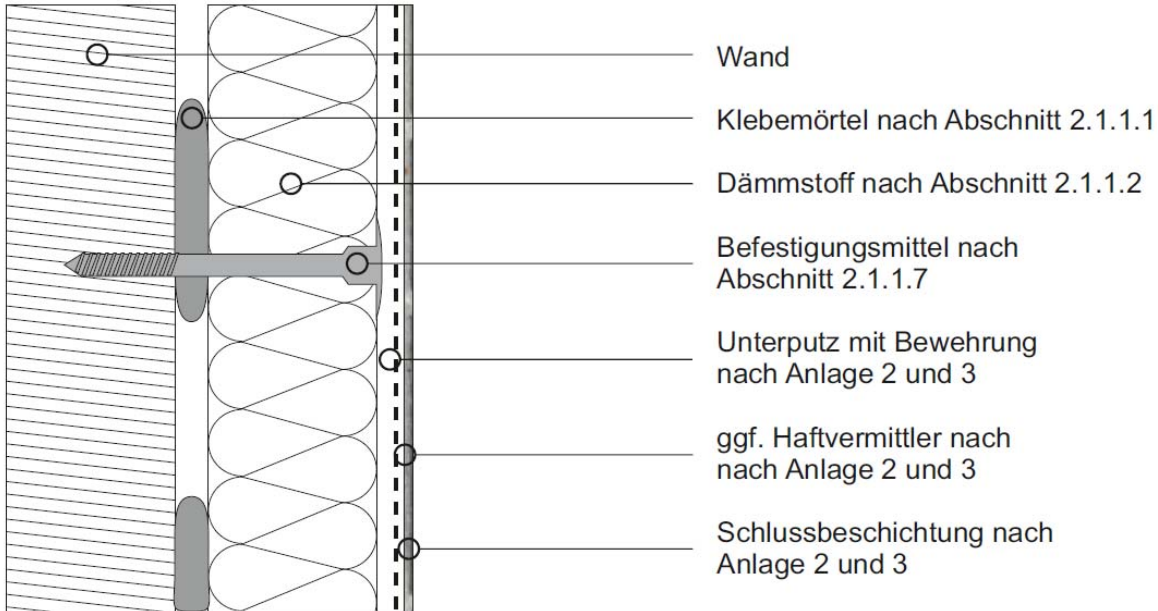 Wand
Klebemörtel nach Abschnitt 2.1.1.1
Dämmstoff nach Abschnitt 2.1.1.2
Befestigungsmittel nach
Abschnitt 2.1.1.7
Unterputz mit Bewehrung
nach Anlage 2 und 3
ggf. Haftvermittler nach
nach Anlage 2 und 3
Schlussbeschichtung nach
Anlage 2 und 3